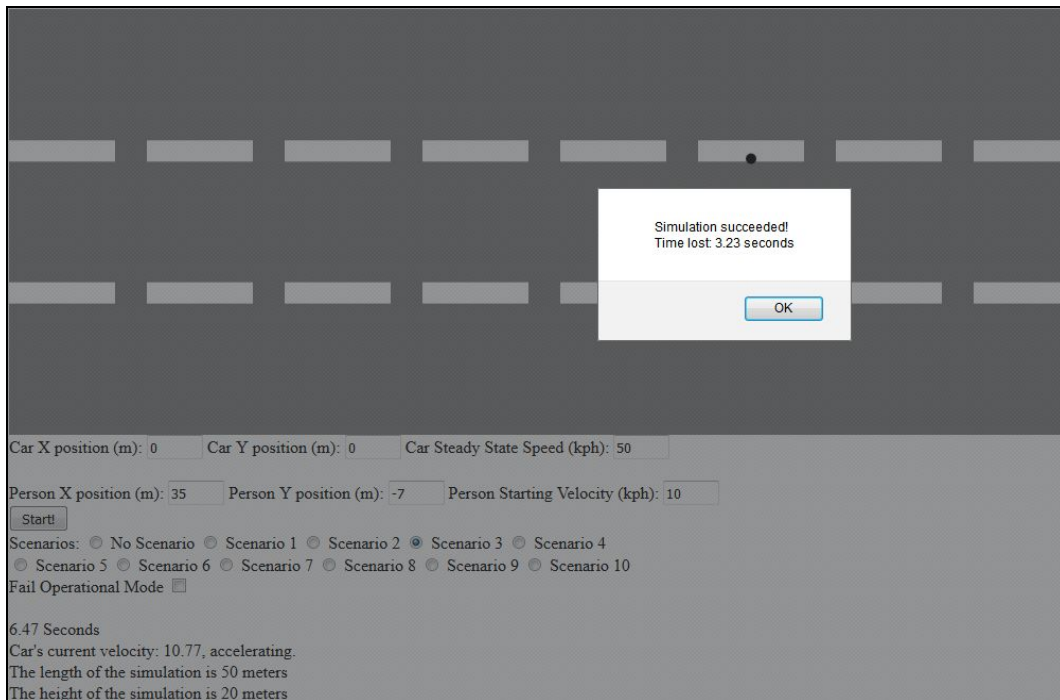 Simulation succeeded!
Time lost: 3.23 seconds
OK
Car X position (m): 0 Car Y position (m): 0 Car Steady State Speed (kph): 50
Person X position (m): 35 Person Y position (m): -7 Person Starting Velocity (kph): 10
Start!
Scenarios: No Scenario Scenario 1 Scenario 2 Scenario 3 Scenario 4
Scenario 5 Scenario 6 Scenario 7 Scenario 8 Scenario 9 Scenario 10
Fail Operational Mode
6.47 Seconds
Car's current velocity: 10.77, accelerating.
The length of the simulation is 50 meters
The height of the simulation is 20 meters